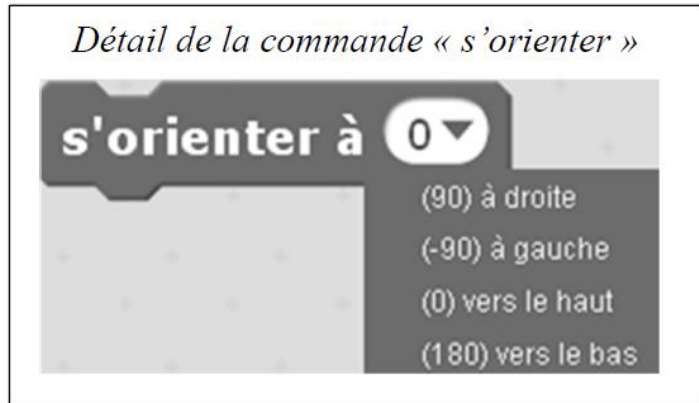 Détail de la commande « s’orienter »
s'orienter à 0
(90) à droite
(-90) à gauche
(0) vers le haut
(180) vers le bas